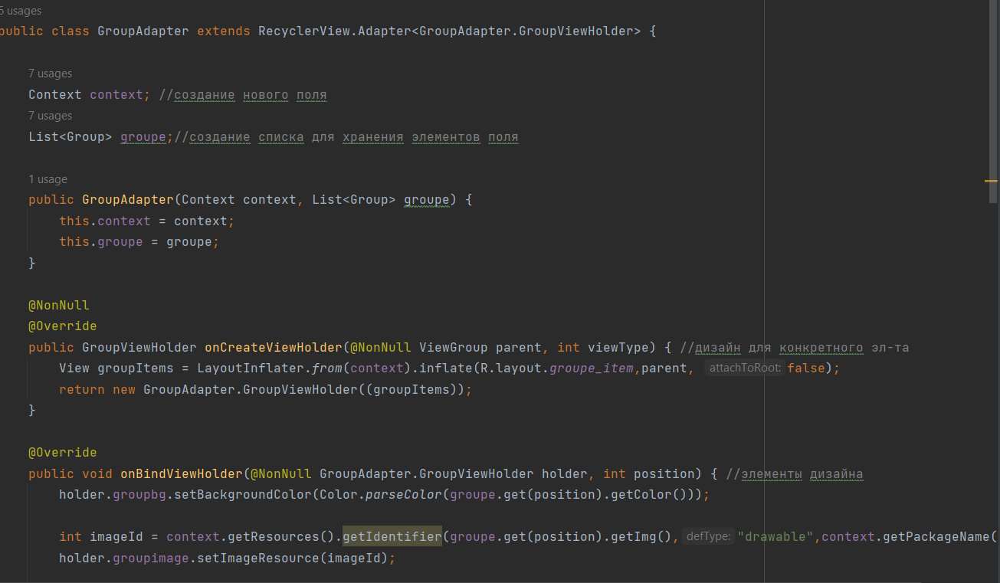 6 usages
public class GroupAdapter extends RecyclerView.Adapter<GroupAdapter.GroupViewHolder> {
7 usages
Context context; //создание нового поля
7 usages
List<Group> groupe;//создание списка для хранения элементов поля
1 usage
public GroupAdapter(Context context, List<Group> groupe) {
this.context = context;
this.groupe = groupe;
}
@NonNull
@Override
public GroupViewHolder onCreateViewHolder(@NonNull ViewGroup parent, int viewType) { //дизайн для конкретного эл-та
View groupItems = LayoutInflater.from(context).inflate(R.layout.groupe_item,parent, attachToRoot: false);
return new GroupAdapter.GroupViewHolder((groupItems));
}
@Override
public void onBindViewHolder(@NonNull GroupAdapter.GroupViewHolder holder, int position) { //элементы дизайна
holder.groupbg.setBackgroundColor(Color.parseColor(groupe.get(position).getColor()));
int imageId = context.getResources().getIdentifier(groupe.get(position).getImg(), defType: "drawable",context.getPackageName(
holder.groupimage.setImageResource(imageId);